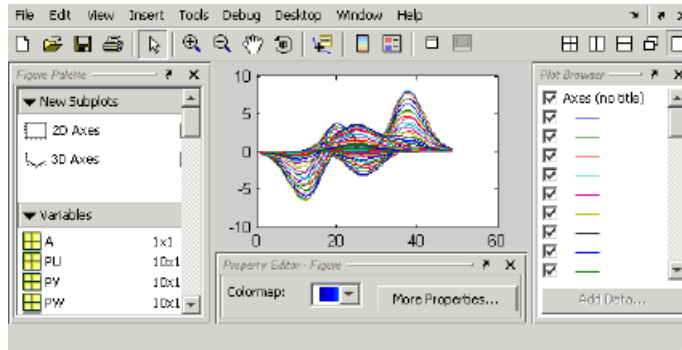 File Edit View Insert Tools Debug Desktop Window Help
Figure Palette
New Subplots
2D Axes
3D Axes
Variables
A 1x1
PU 10x1
PV 10x1
PW 10x1
10
5
0
-5
-10
0 20 40 60
Property Editor - Figure
Colormap:
More Properties...
Plot Browser
Axes (no title)
Add Data...